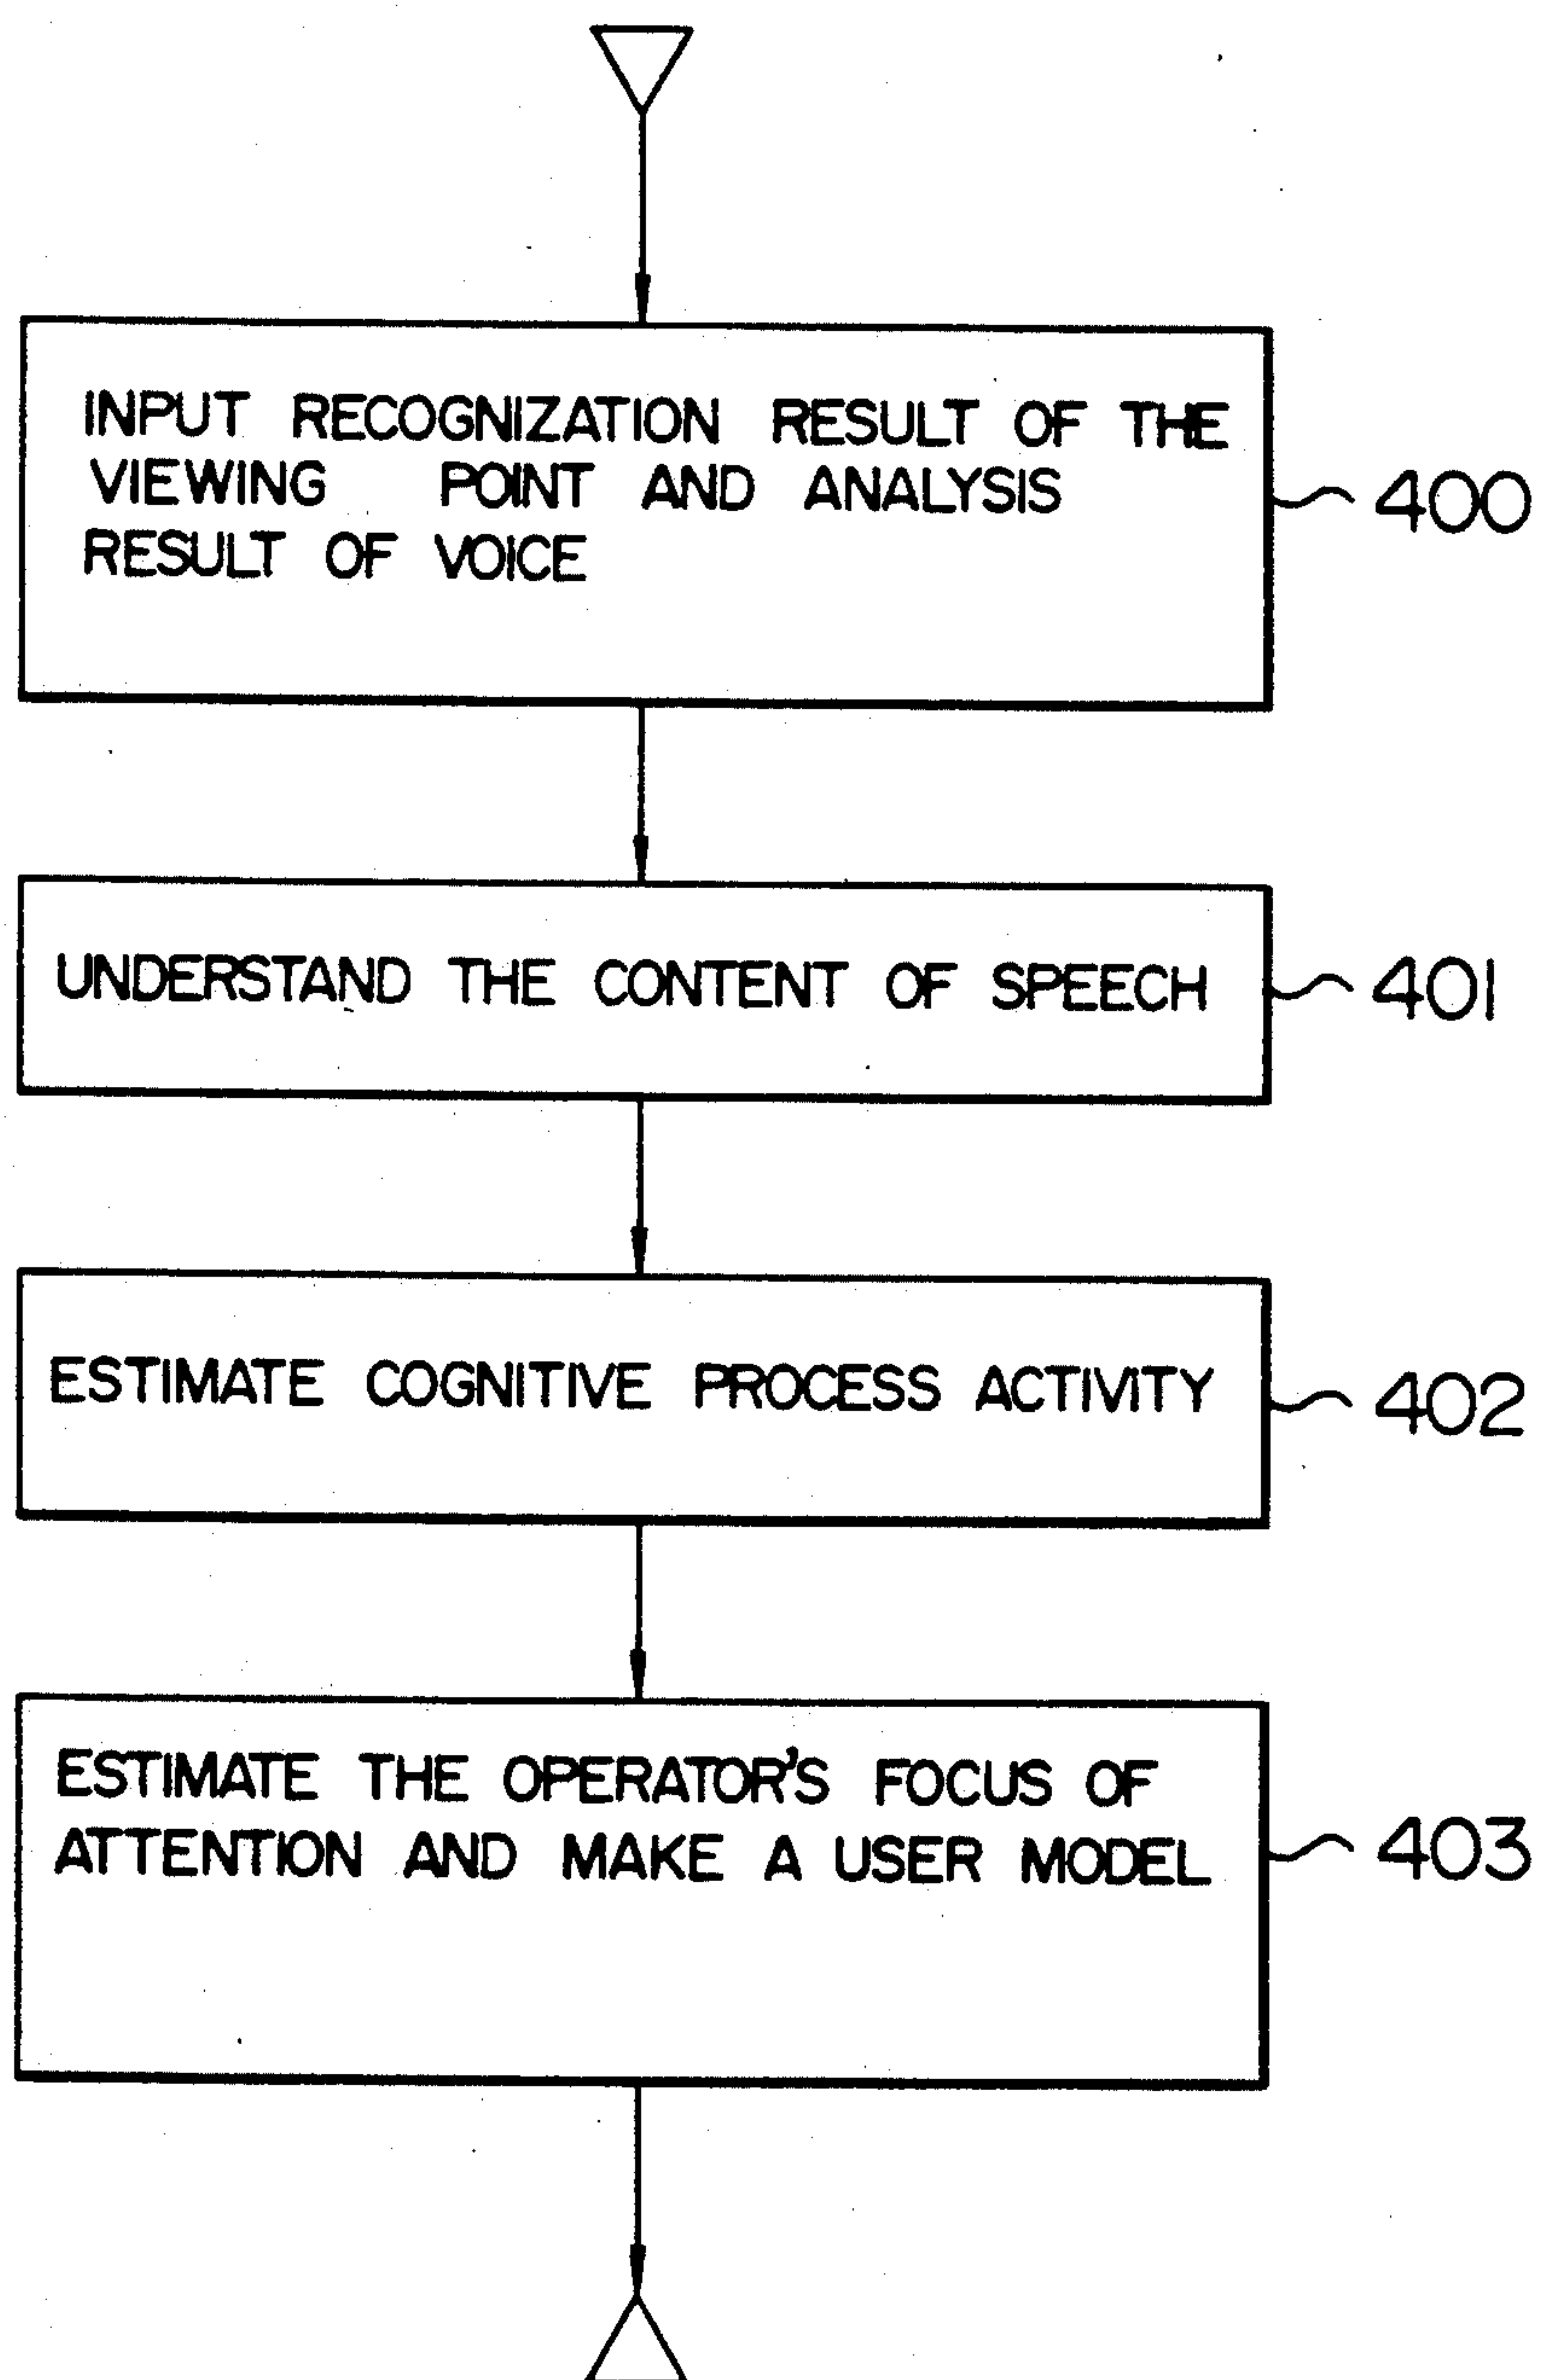 INPUT RECOGNIZATION RESULT OF THE
VIEWING POINT AND ANALYSIS
RESULT OF VOICE
400
UNDERSTAND THE CONTENT OF SPEECH
401
ESTIMATE COGNITIVE PROCESS ACTIVITY
402
ESTIMATE THE OPERATOR'S FOCUS OF
ATTENTION AND MAKE A USER MODEL
403